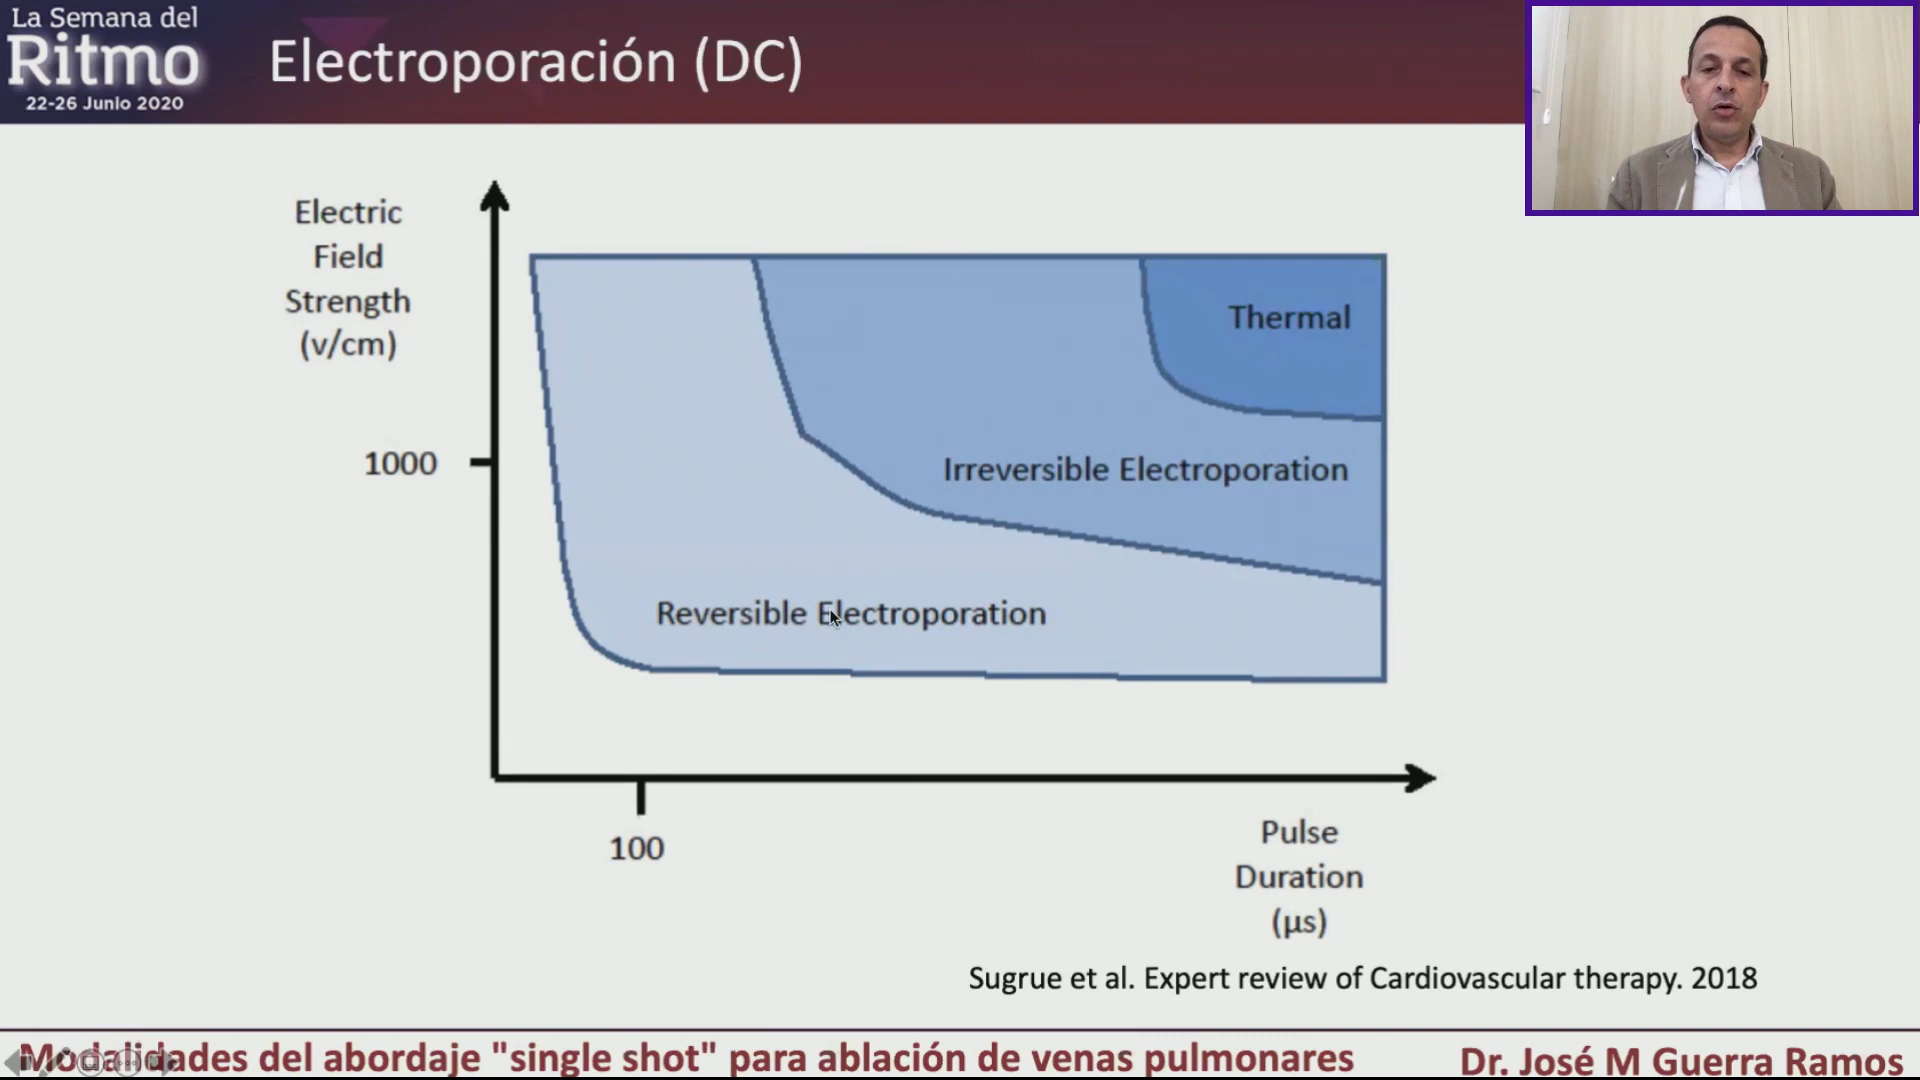 La Semana del
Ritmo
22-26 Junio 2020
Electroporación (DC)
Electric
Field
Strength
(v/cm)
1000
Thermal
Irreversible Electroporation
Reversible Electroporation
100
Pulse
Duration
(µs)
Sugrue et al. Expert review of Cardiovascular therapy. 2018
Modalidades del abordaje "single shot" para ablación de venas pulmonares
Dr. José M Guerra Ramos